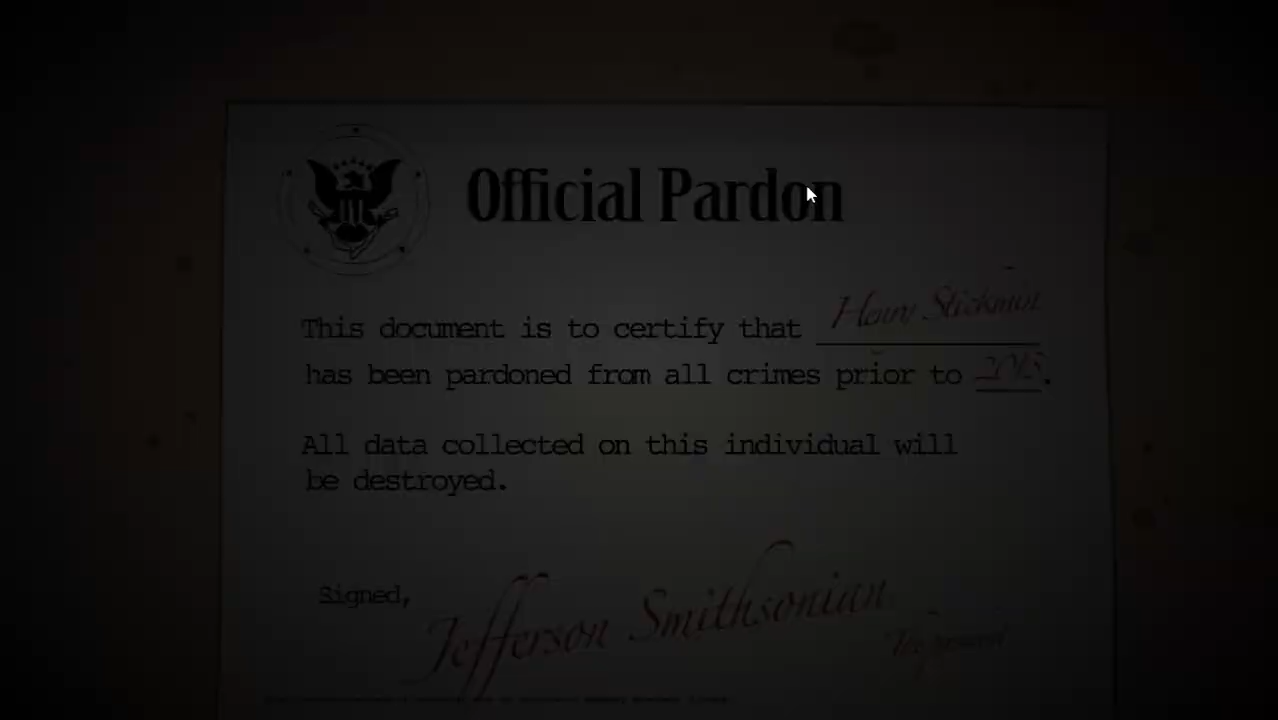 Official Pardon
This document is to certify that Henry Stickmin
has been pardoned from all crimes prior to 2015.
All data collected on this individual will
be destroyed.
Signed,
Jefferson Smithsonian